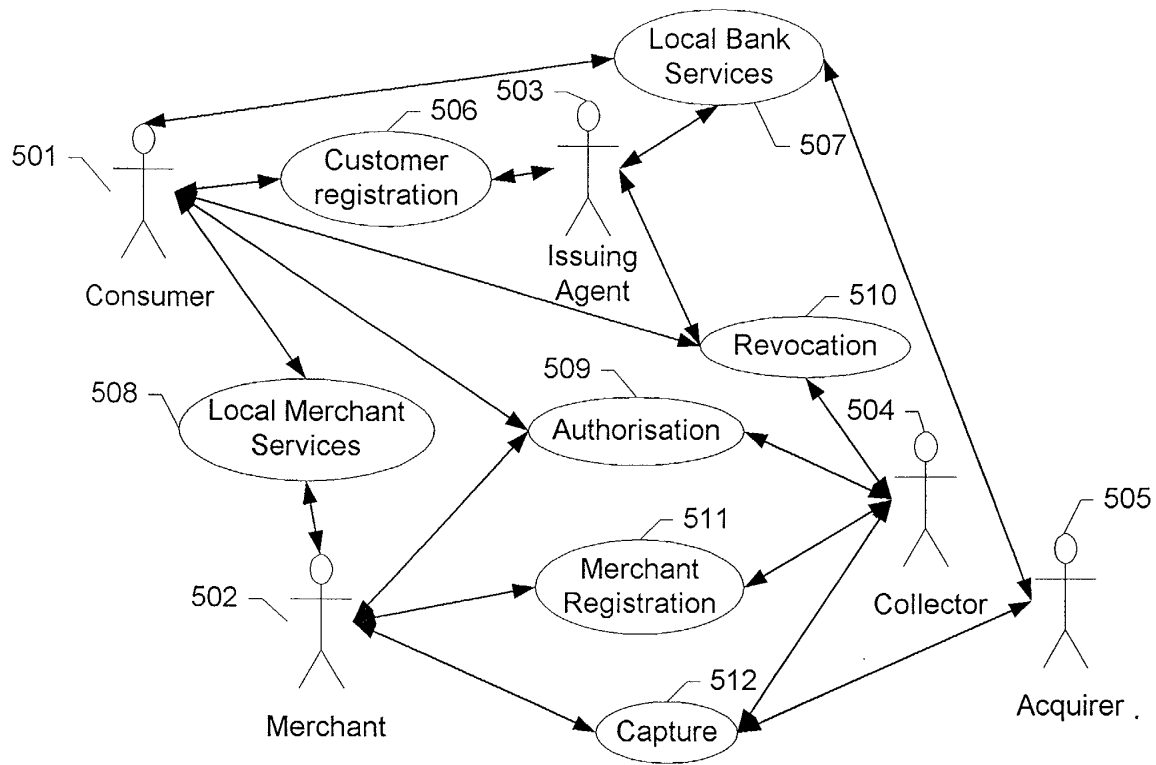 Local Bank
Services
503
506
507
501
Customer
registration
Issuing
Agent
Consumer
510
Revocation
509
508
Local Merchant
Services
Authorisation
504
511
505
Merchant
Registration
502
Collector
512
Merchant
Capture
Acquirer .